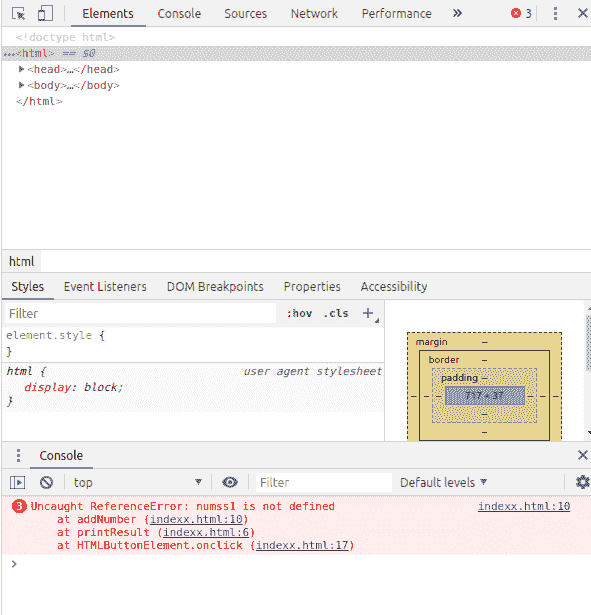 Elements Console Sources Network Performance » 3
<!doctype html>
…<html> == $0
<head>…</head>
<body>…</body>
</html>
html
Styles Event Listeners DOM Breakpoints Properties Accessibility
Filter :hov .cls +
element.style {
}
html { user agent stylesheet
display: block;
}
margin –
border –
padding –
– – – 717 × 37 – – –
–
–
–
Console
top Filter Default levels
3 Uncaught ReferenceError: numss1 is not defined indexx.html:10
at addNumber (indexx.html:10)
at printResult (indexx.html:6)
at HTMLButtonElement.onclick (indexx.html:17)
>